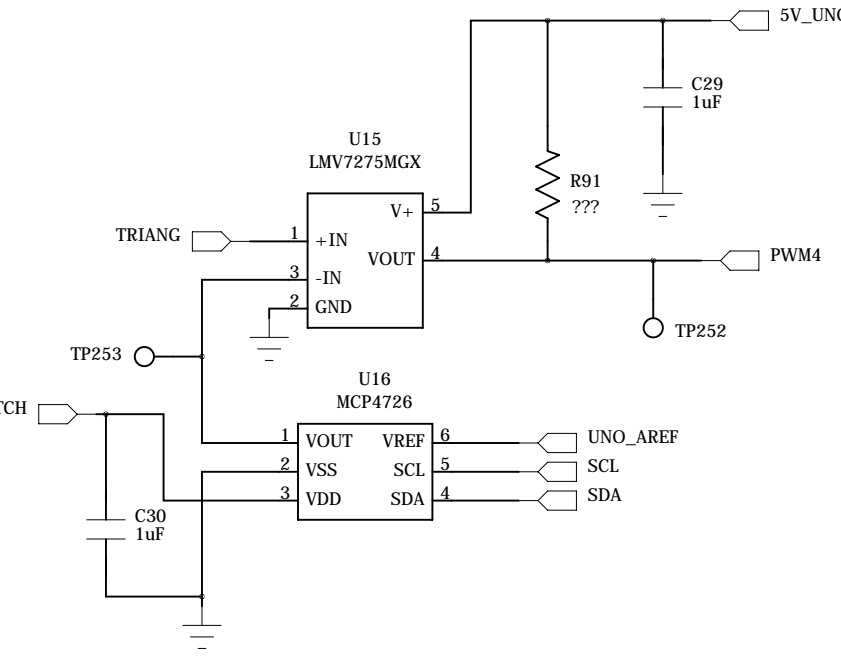 5V_UNO
C29
1uF
U15
LMV7275MGX
R91
???
V+ 5
TRIANG 1 +IN
VOUT 4 PWM4
3 -IN
2 GND
TP252
TP253
U16
MCP4726
TCH
1 VOUT VREF 6 UNO_AREF
2 VSS SCL 5 SCL
3 VDD SDA 4 SDA
C30
1uF